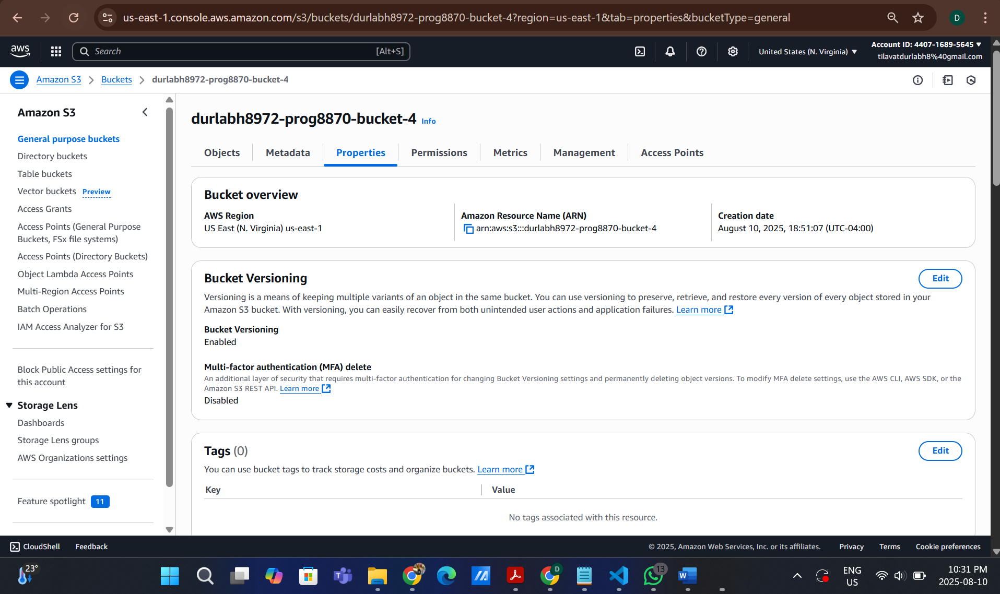 us-east-1.console.aws.amazon.com/s3/buckets/durlabh8972-prog8870-bucket-4?region=us-east-1&tab=properties&bucketType=general
D
aws
Search
[Alt+S]
United States (N. Virginia)
Account ID: 4407-1689-5645
tilavatdurlabh8%40gmail.com
Amazon S3
Buckets
durlabh8972-prog8870-bucket-4
Amazon S3
General purpose buckets
Directory buckets
Table buckets
Vector buckets Preview
Access Grants
Access Points (General Purpose
Buckets, FSx file systems)
Access Points (Directory Buckets)
Object Lambda Access Points
Multi-Region Access Points
Batch Operations
IAM Access Analyzer for S3
Block Public Access settings for
this account
Storage Lens
Dashboards
Storage Lens groups
AWS Organizations settings
Feature spotlight 11
durlabh8972-prog8870-bucket-4 Info
Objects
Metadata
Properties
Permissions
Metrics
Management
Access Points
Bucket overview
AWS Region
US East (N. Virginia) us-east-1
Amazon Resource Name (ARN)
arn:aws:s3:::durlabh8972-prog8870-bucket-4
Creation date
August 10, 2025, 18:51:07 (UTC-04:00)
Bucket Versioning
Edit
Versioning is a means of keeping multiple variants of an object in the same bucket. You can use versioning to preserve, retrieve, and restore every version of every object stored in your
Amazon S3 bucket. With versioning, you can easily recover from both unintended user actions and application failures. Learn more
Bucket Versioning
Enabled
Multi-factor authentication (MFA) delete
An additional layer of security that requires multi-factor authentication for changing Bucket Versioning settings and permanently deleting object versions. To modify MFA delete settings, use the AWS CLI, AWS SDK, or the
Amazon S3 REST API. Learn more
Disabled
Tags (0)
Edit
You can use bucket tags to track storage costs and organize buckets. Learn more
Key
Value
No tags associated with this resource.
CloudShell
Feedback
© 2025, Amazon Web Services, Inc. or its affiliates.
Privacy
Terms
Cookie preferences
23°
T
D
13
W
ENG
US
10:31 PM
2025-08-10